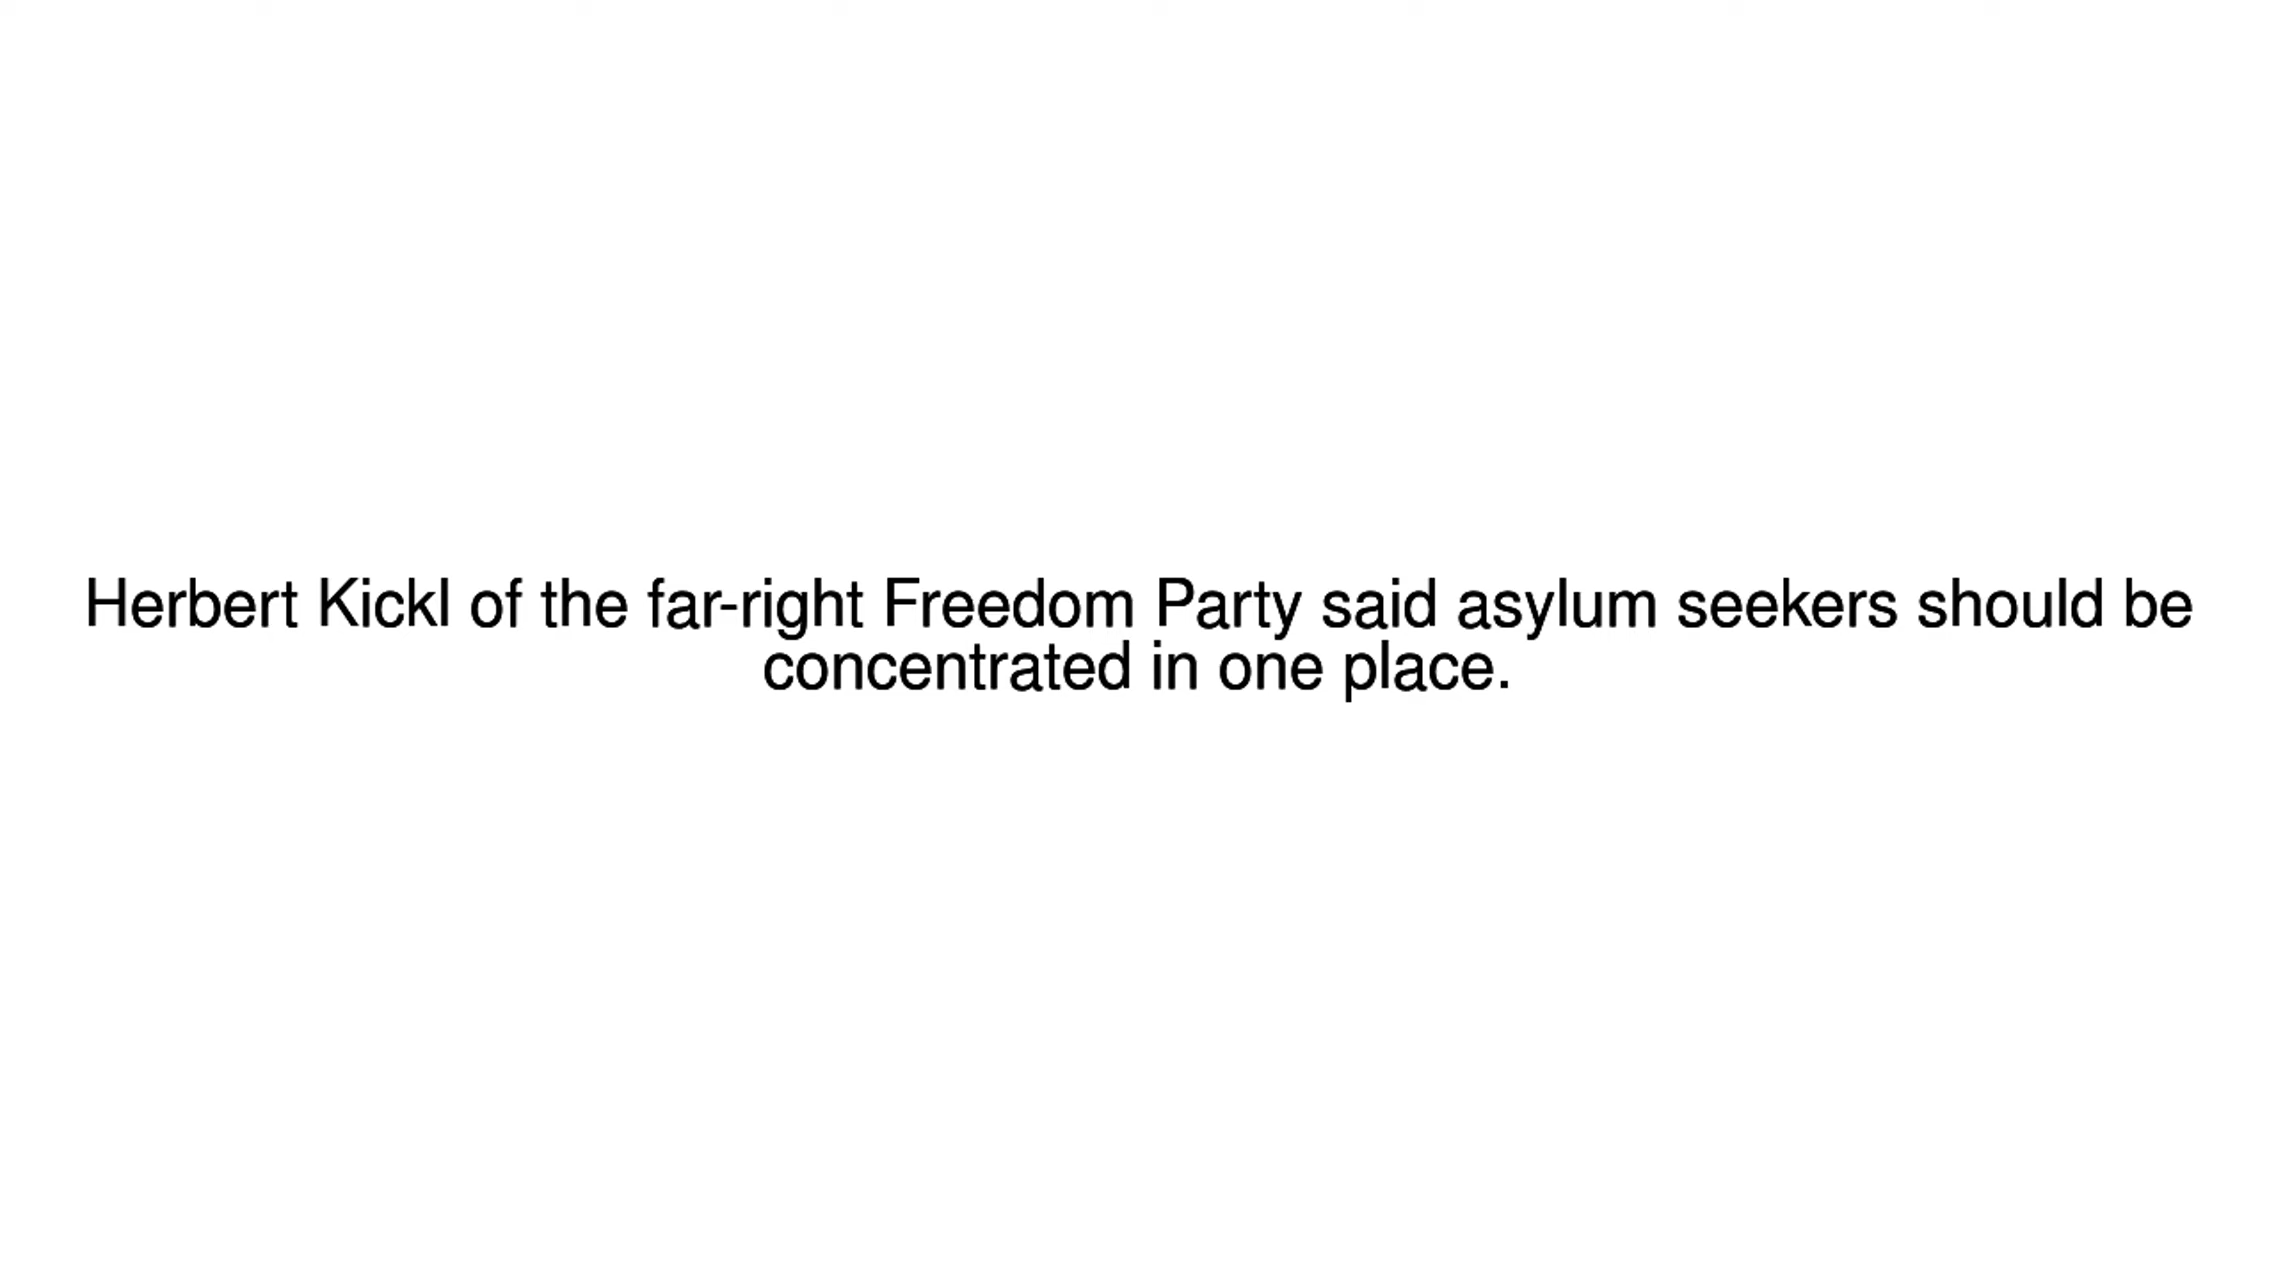 Herbert Kickl of the far-right Freedom Party said asylum seekers should be
concentrated in one place.